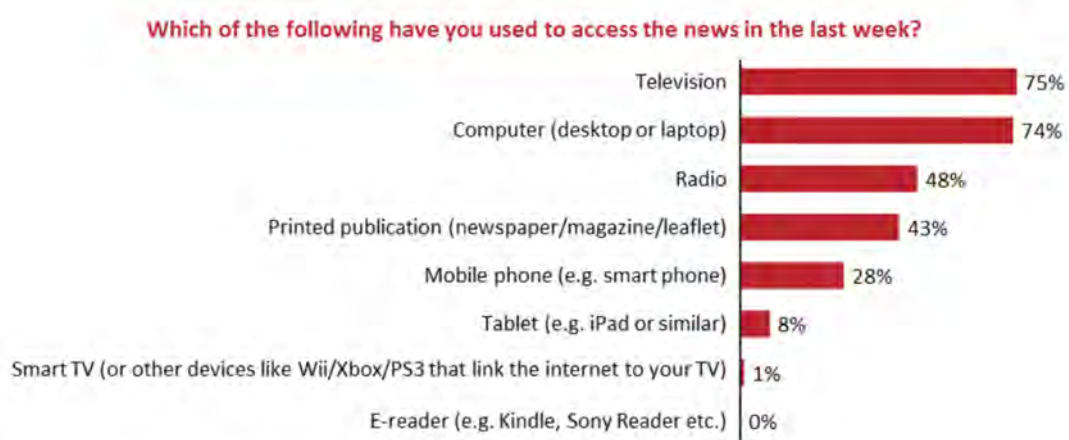 Which of the following have you used to access the news in the last week?
Television 75%
Computer (desktop or laptop) 74%
Radio 48%
Printed publication (newspaper/magazine/leaflet) 43%
Mobile phone (e.g. smart phone) 28%
Tablet (e.g. iPad or similar) 8%
Smart TV (or other devices like Wii/Xbox/PS3 that link the internet to your TV) 1%
E-reader (e.g. Kindle, Sony Reader etc.) 0%